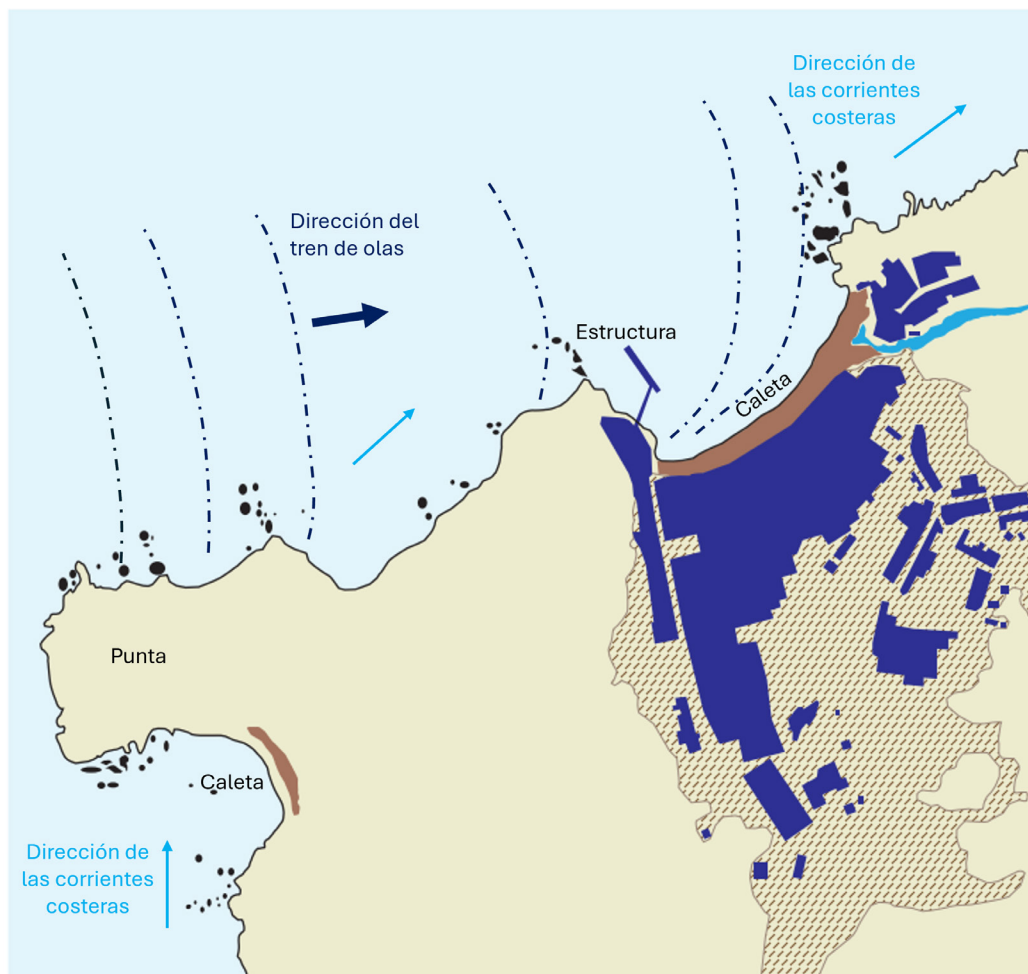 Dirección de
las corrientes
costeras
Dirección del
tren de olas
Estructura
Caleta
Punta
Caleta
Dirección de
las corrientes
costeras